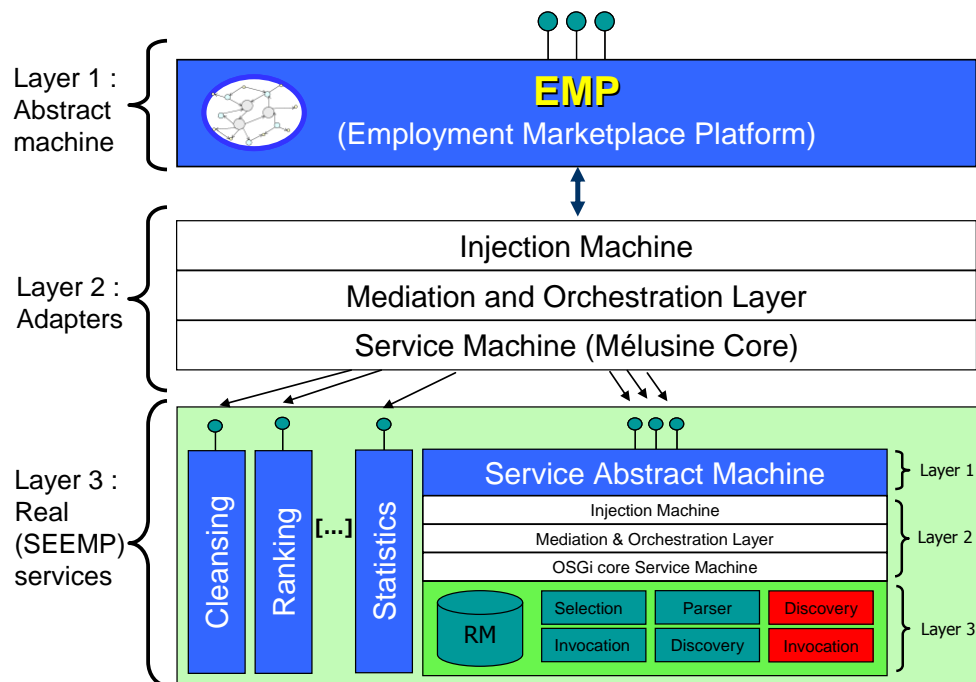 Layer 1 :
Abstract
machine
EMP
(Employment Marketplace Platform)
Layer 2 :
Adapters
Injection Machine
Mediation and Orchestration Layer
Service Machine (Mélusine Core)
Layer 3 :
Real
(SEEMP)
services
Cleansing
Ranking
[...]
Statistics
Service Abstract Machine
Layer 1
Injection Machine
Mediation & Orchestration Layer
OSGi core Service Machine
Layer 2
RM
Selection
Parser
Discovery
Invocation
Discovery
Invocation
Layer 3